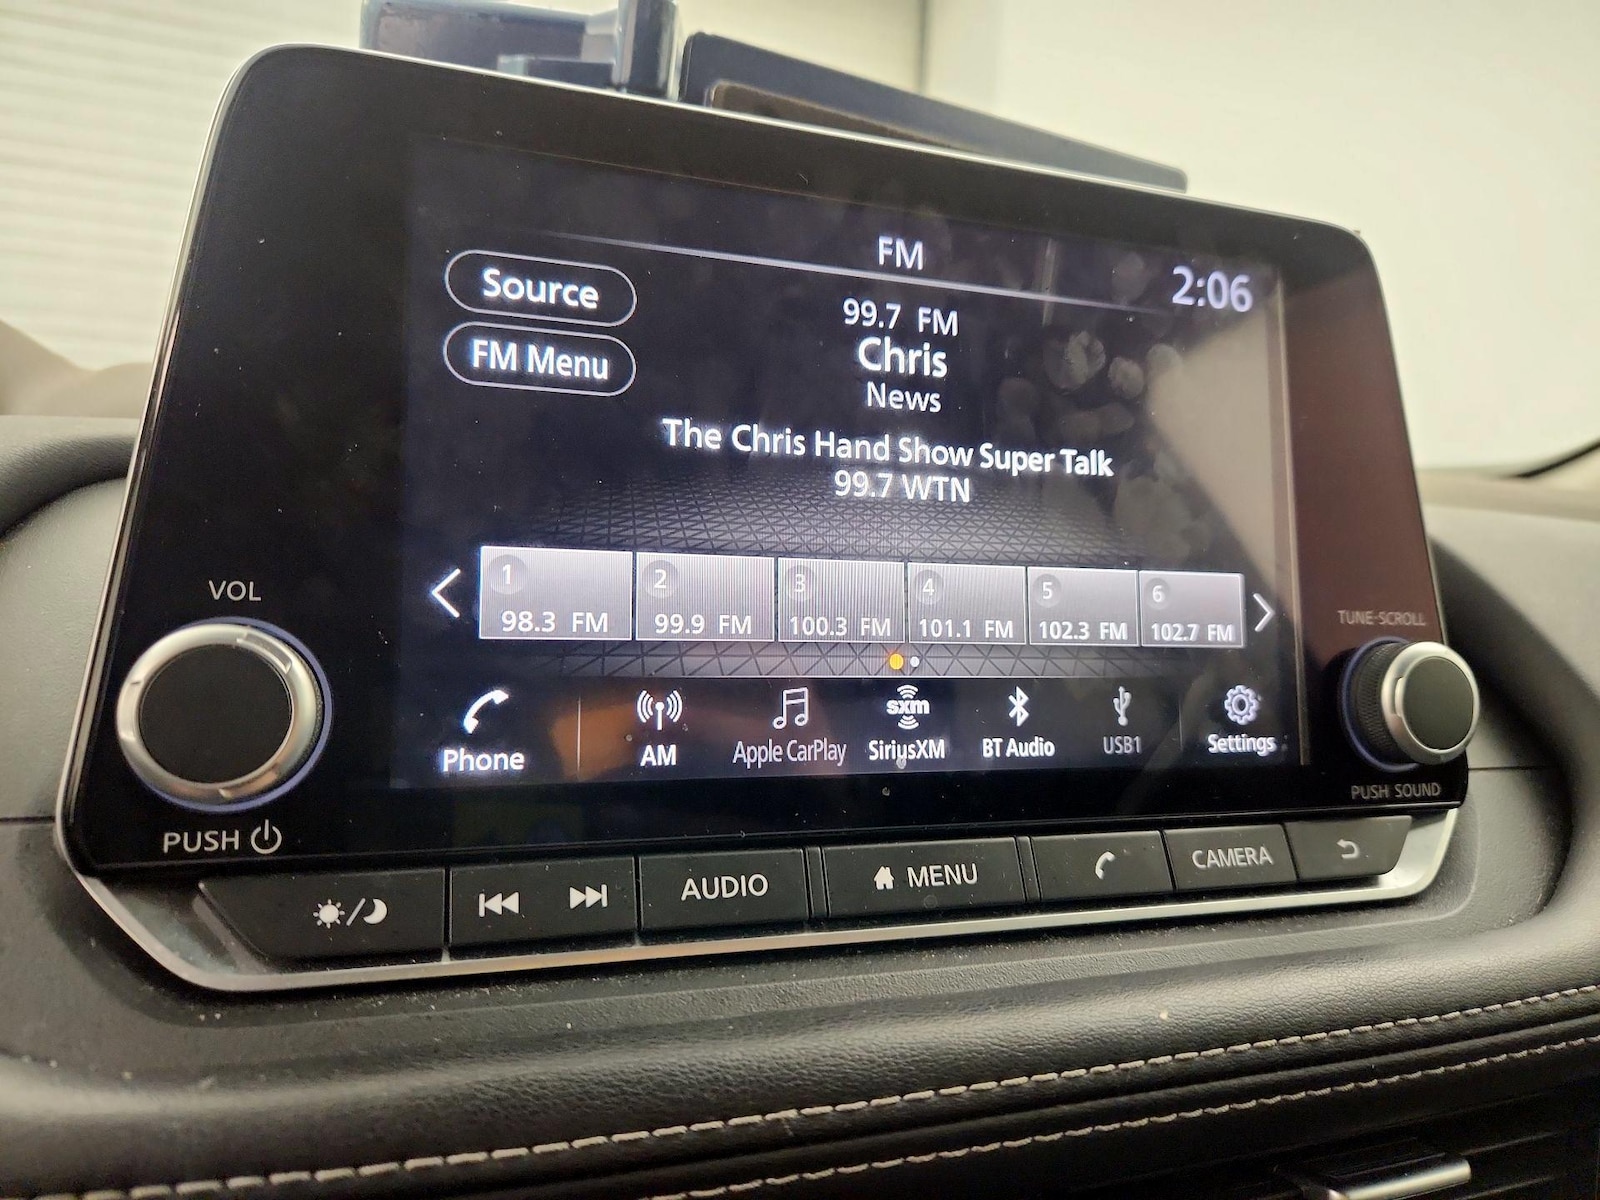 FM
2:06
Source
FM Menu
99.7 FM
Chris
News
The Chris Hand Show Super Talk
99.7 WTN
1
98.3 FM
2
99.9 FM
3
100.3 FM
4
101.1 FM
5
102.3 FM
6
102.7 FM
Phone
AM
Apple CarPlay
sxm
SiriusXM
BT Audio
USB1
Settings
VOL
PUSH
TUNE·SCROLL
PUSH SOUND
AUDIO
MENU
CAMERA